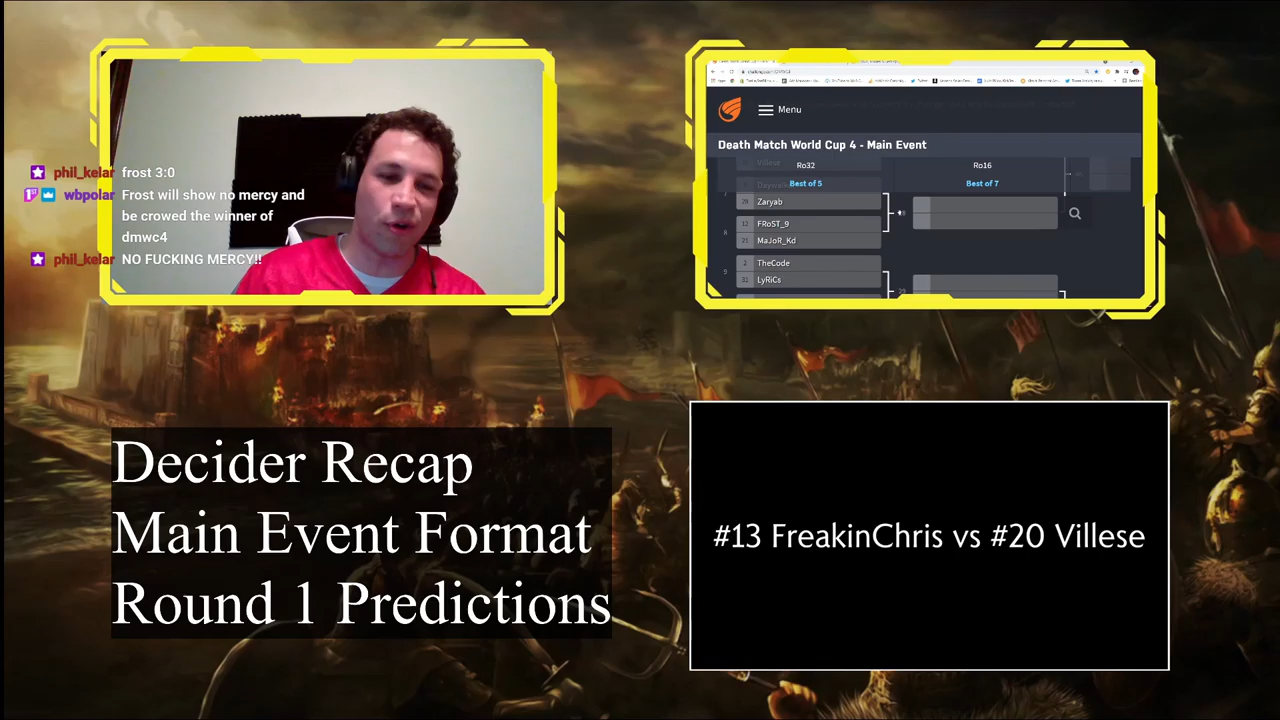 phil_kelar frost 3:0
wbpolar Frost will show no mercy and
be crowed the winner of
dmwc4
phil_kelar NO FUCKING MERCY!!
Menu
Death Match World Cup 4 - Main Event
Villese
Ro32
Ro16
Best of 5
Best of 7
29 Zaryab
12 FRoST_9
8
21 MaJoR_Kd
2 TheCode
9
31 LyRiCs
Decider Recap
Main Event Format
Round 1 Predictions
#13 FreakinChris vs #20 Villese